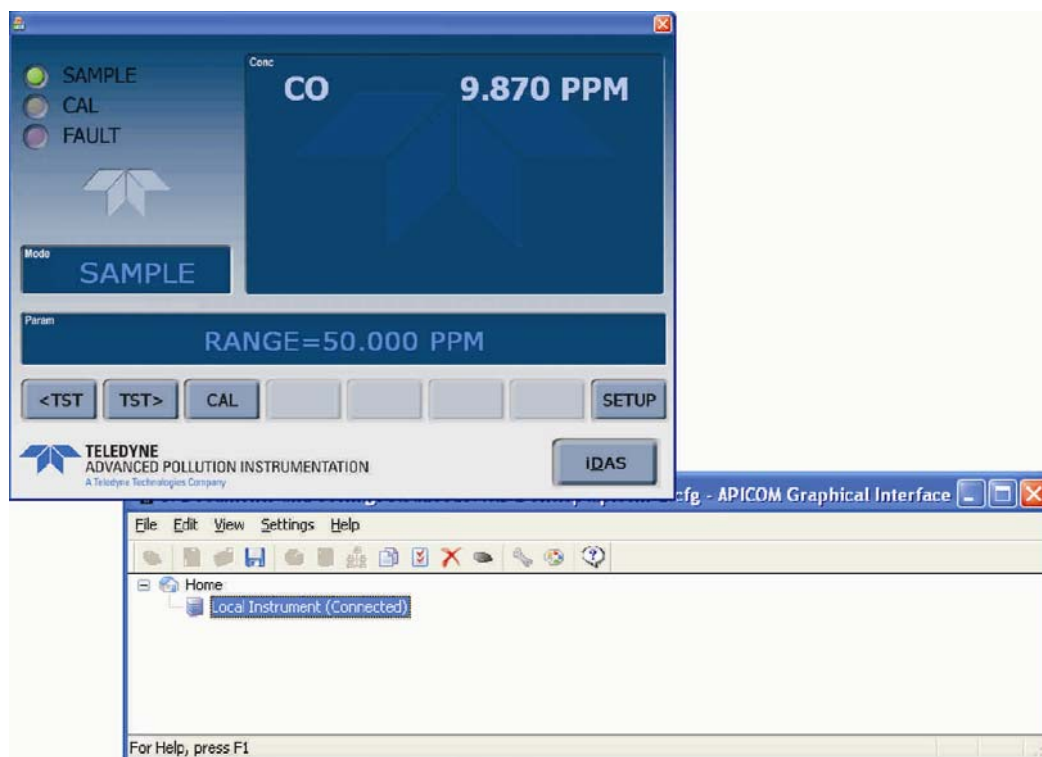 SAMPLE
CAL
FAULT
Conc
CO 9.870 PPM
Mode
SAMPLE
Param
RANGE=50.000 PPM
<TST TST> CAL SETUP
TELEDYNE
ADVANCED POLLUTION INSTRUMENTATION
A Teledyne Technologies Company
iDAS
cfg - APICOM Graphical Interface
File Edit View Settings Help
Home
Local Instrument (Connected)
For Help, press F1